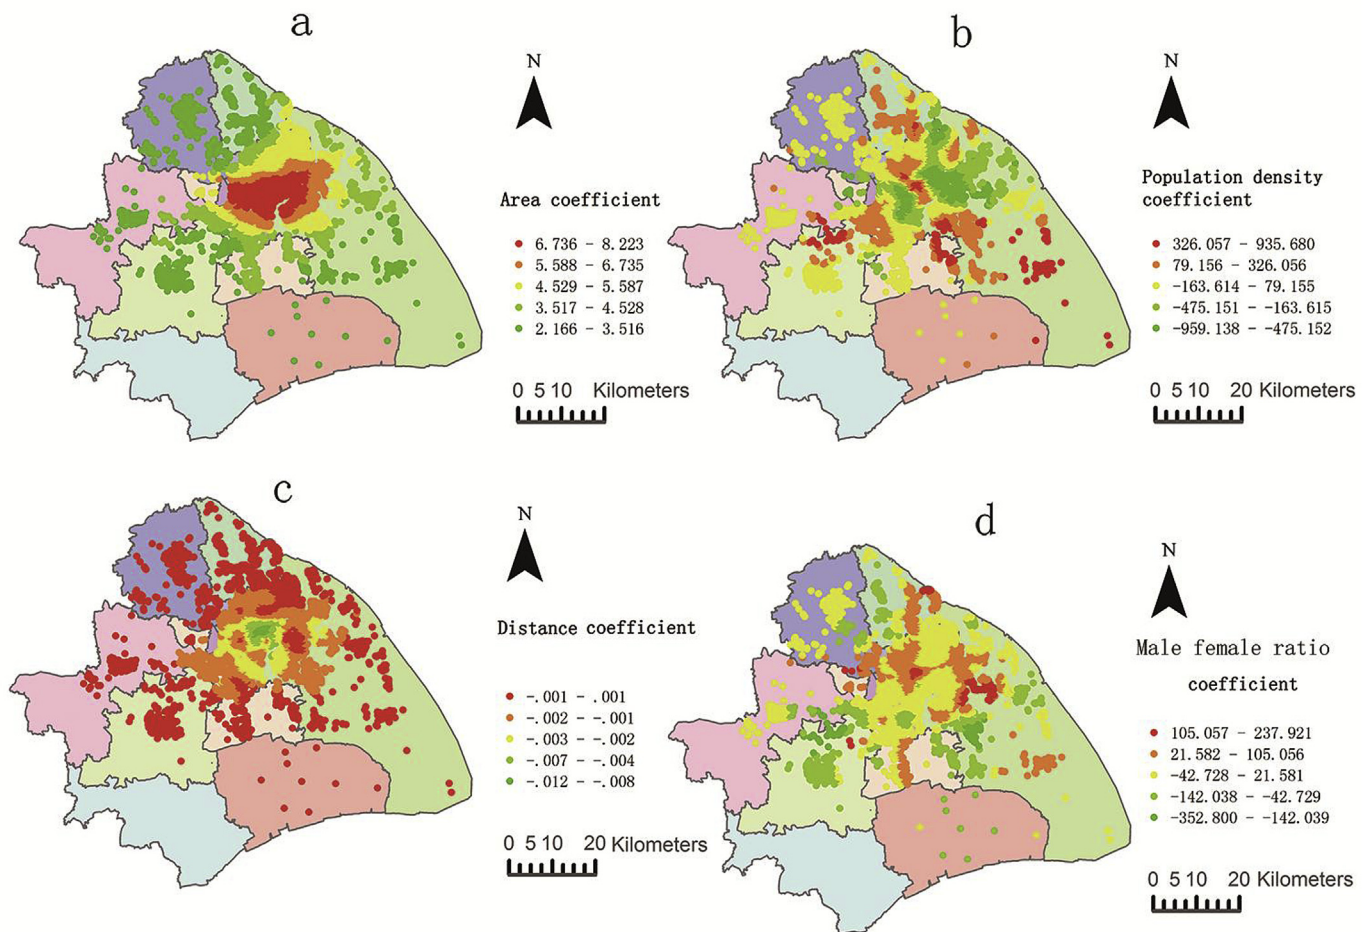 a
N
Area coefficient
6.736 - 8.223
5.588 - 6.735
4.529 - 5.587
3.517 - 4.528
2.166 - 3.516
0 5 10 Kilometers
b
N
Population density
coefficient
326.057 - 935.680
79.156 - 326.056
-163.614 - 79.155
-475.151 - -163.615
-959.138 - -475.152
0 5 10 20 Kilometers
c
N
Distance coefficient
-.001 - .001
-.002 - -.001
-.003 - -.002
-.007 - -.004
-.012 - -.008
0 5 10 20 Kilometers
d
N
Male female ratio
coefficient
105.057 - 237.921
21.582 - 105.056
-42.728 - 21.581
-142.038 - -42.729
-352.800 - -142.039
0 5 10 20 Kilometers